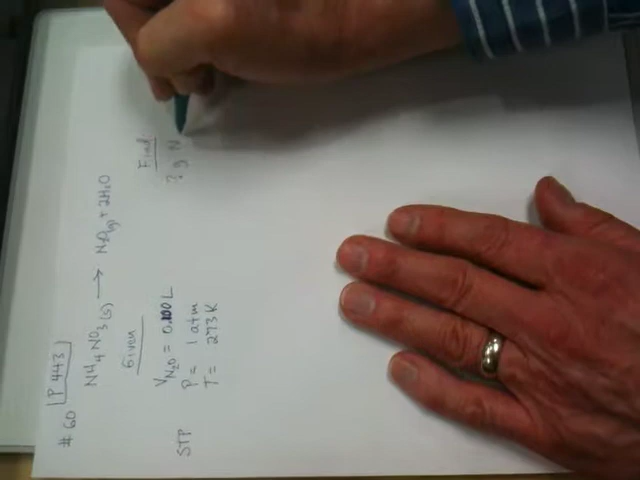 #60 P 443
NH4NO3(s) → N2O(g) + 2H2O
Given
Find
VN2O = 0.100 L
? g N
STP P = 1 atm
T = 273 K